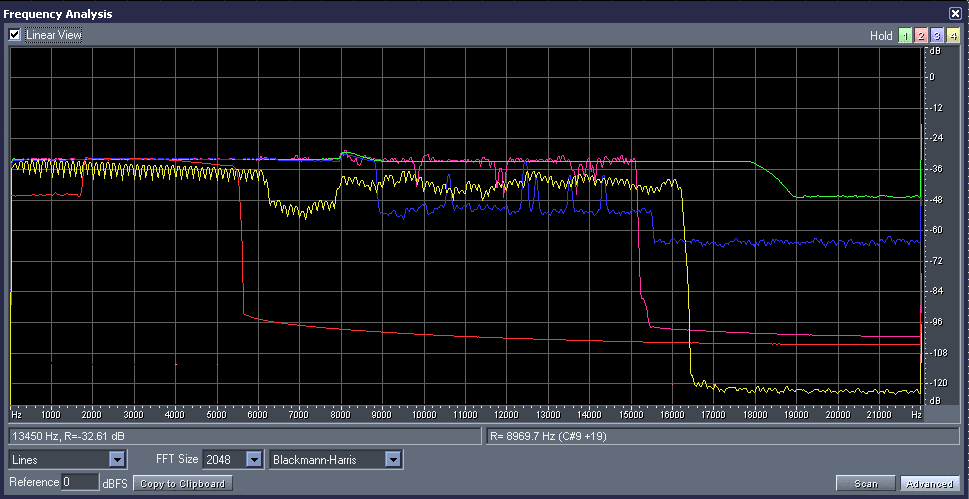 Frequency Analysis
Linear View
Hold 1 2 3 4
dB
-0
-12
-24
-36
-48
-60
-72
-84
-96
-108
-120
dB
Hz 1000 2000 3000 4000 5000 6000 7000 8000 9000 10000 11000 12000 13000 14000 15000 16000 17000 18000 19000 20000 21000 Hz
13450 Hz, R=-32.61 dB
R= 8969.7 Hz (C#9 +19)
Lines FFT Size 2048 Blackmann-Harris
Reference 0 dBFS Copy to Clipboard Scan Advanced